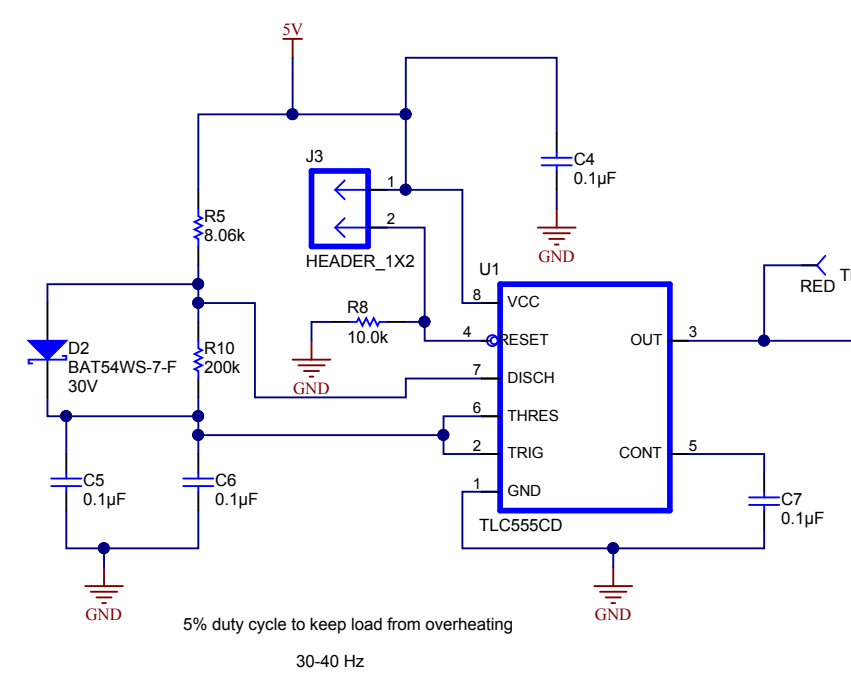 5V
J3
1
2
HEADER_1X2
C4
0.1µF
GND
R5
8.06k
U1
8
VCC
R8
10.0k
4
RESET
OUT
3
RED
GND
D2
BAT54WS-7-F
30V
R10
200k
7
DISCH
6
THRES
2
TRIG
CONT
5
1
GND
TLC555CD
C5
0.1µF
C6
0.1µF
C7
0.1µF
GND
GND
5% duty cycle to keep load from overheating
30-40 Hz